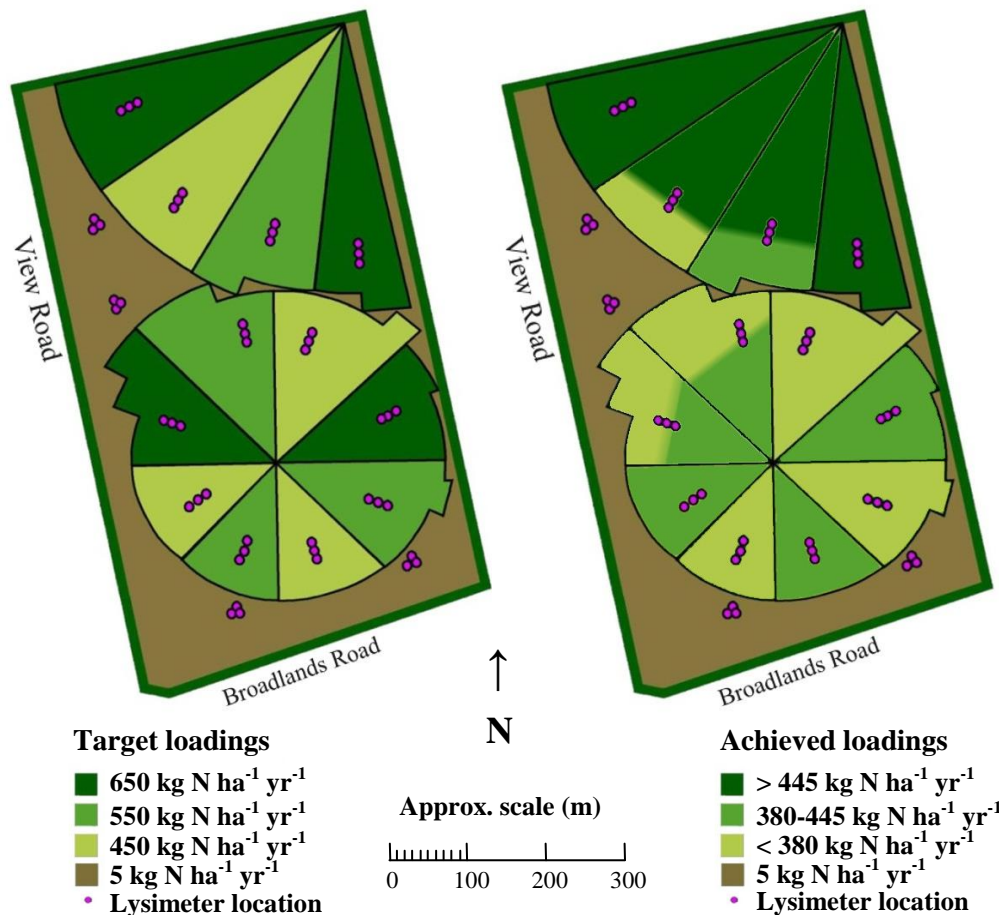 View Road
View Road
Broadlands Road
Broadlands Road
↑
N
Target loadings
650 kg N ha⁻¹ yr⁻¹
550 kg N ha⁻¹ yr⁻¹
450 kg N ha⁻¹ yr⁻¹
5 kg N ha⁻¹ yr⁻¹
Lysimeter location
Approx. scale (m)
0 100 200 300
Achieved loadings
> 445 kg N ha⁻¹ yr⁻¹
380-445 kg N ha⁻¹ yr⁻¹
< 380 kg N ha⁻¹ yr⁻¹
5 kg N ha⁻¹ yr⁻¹
Lysimeter location